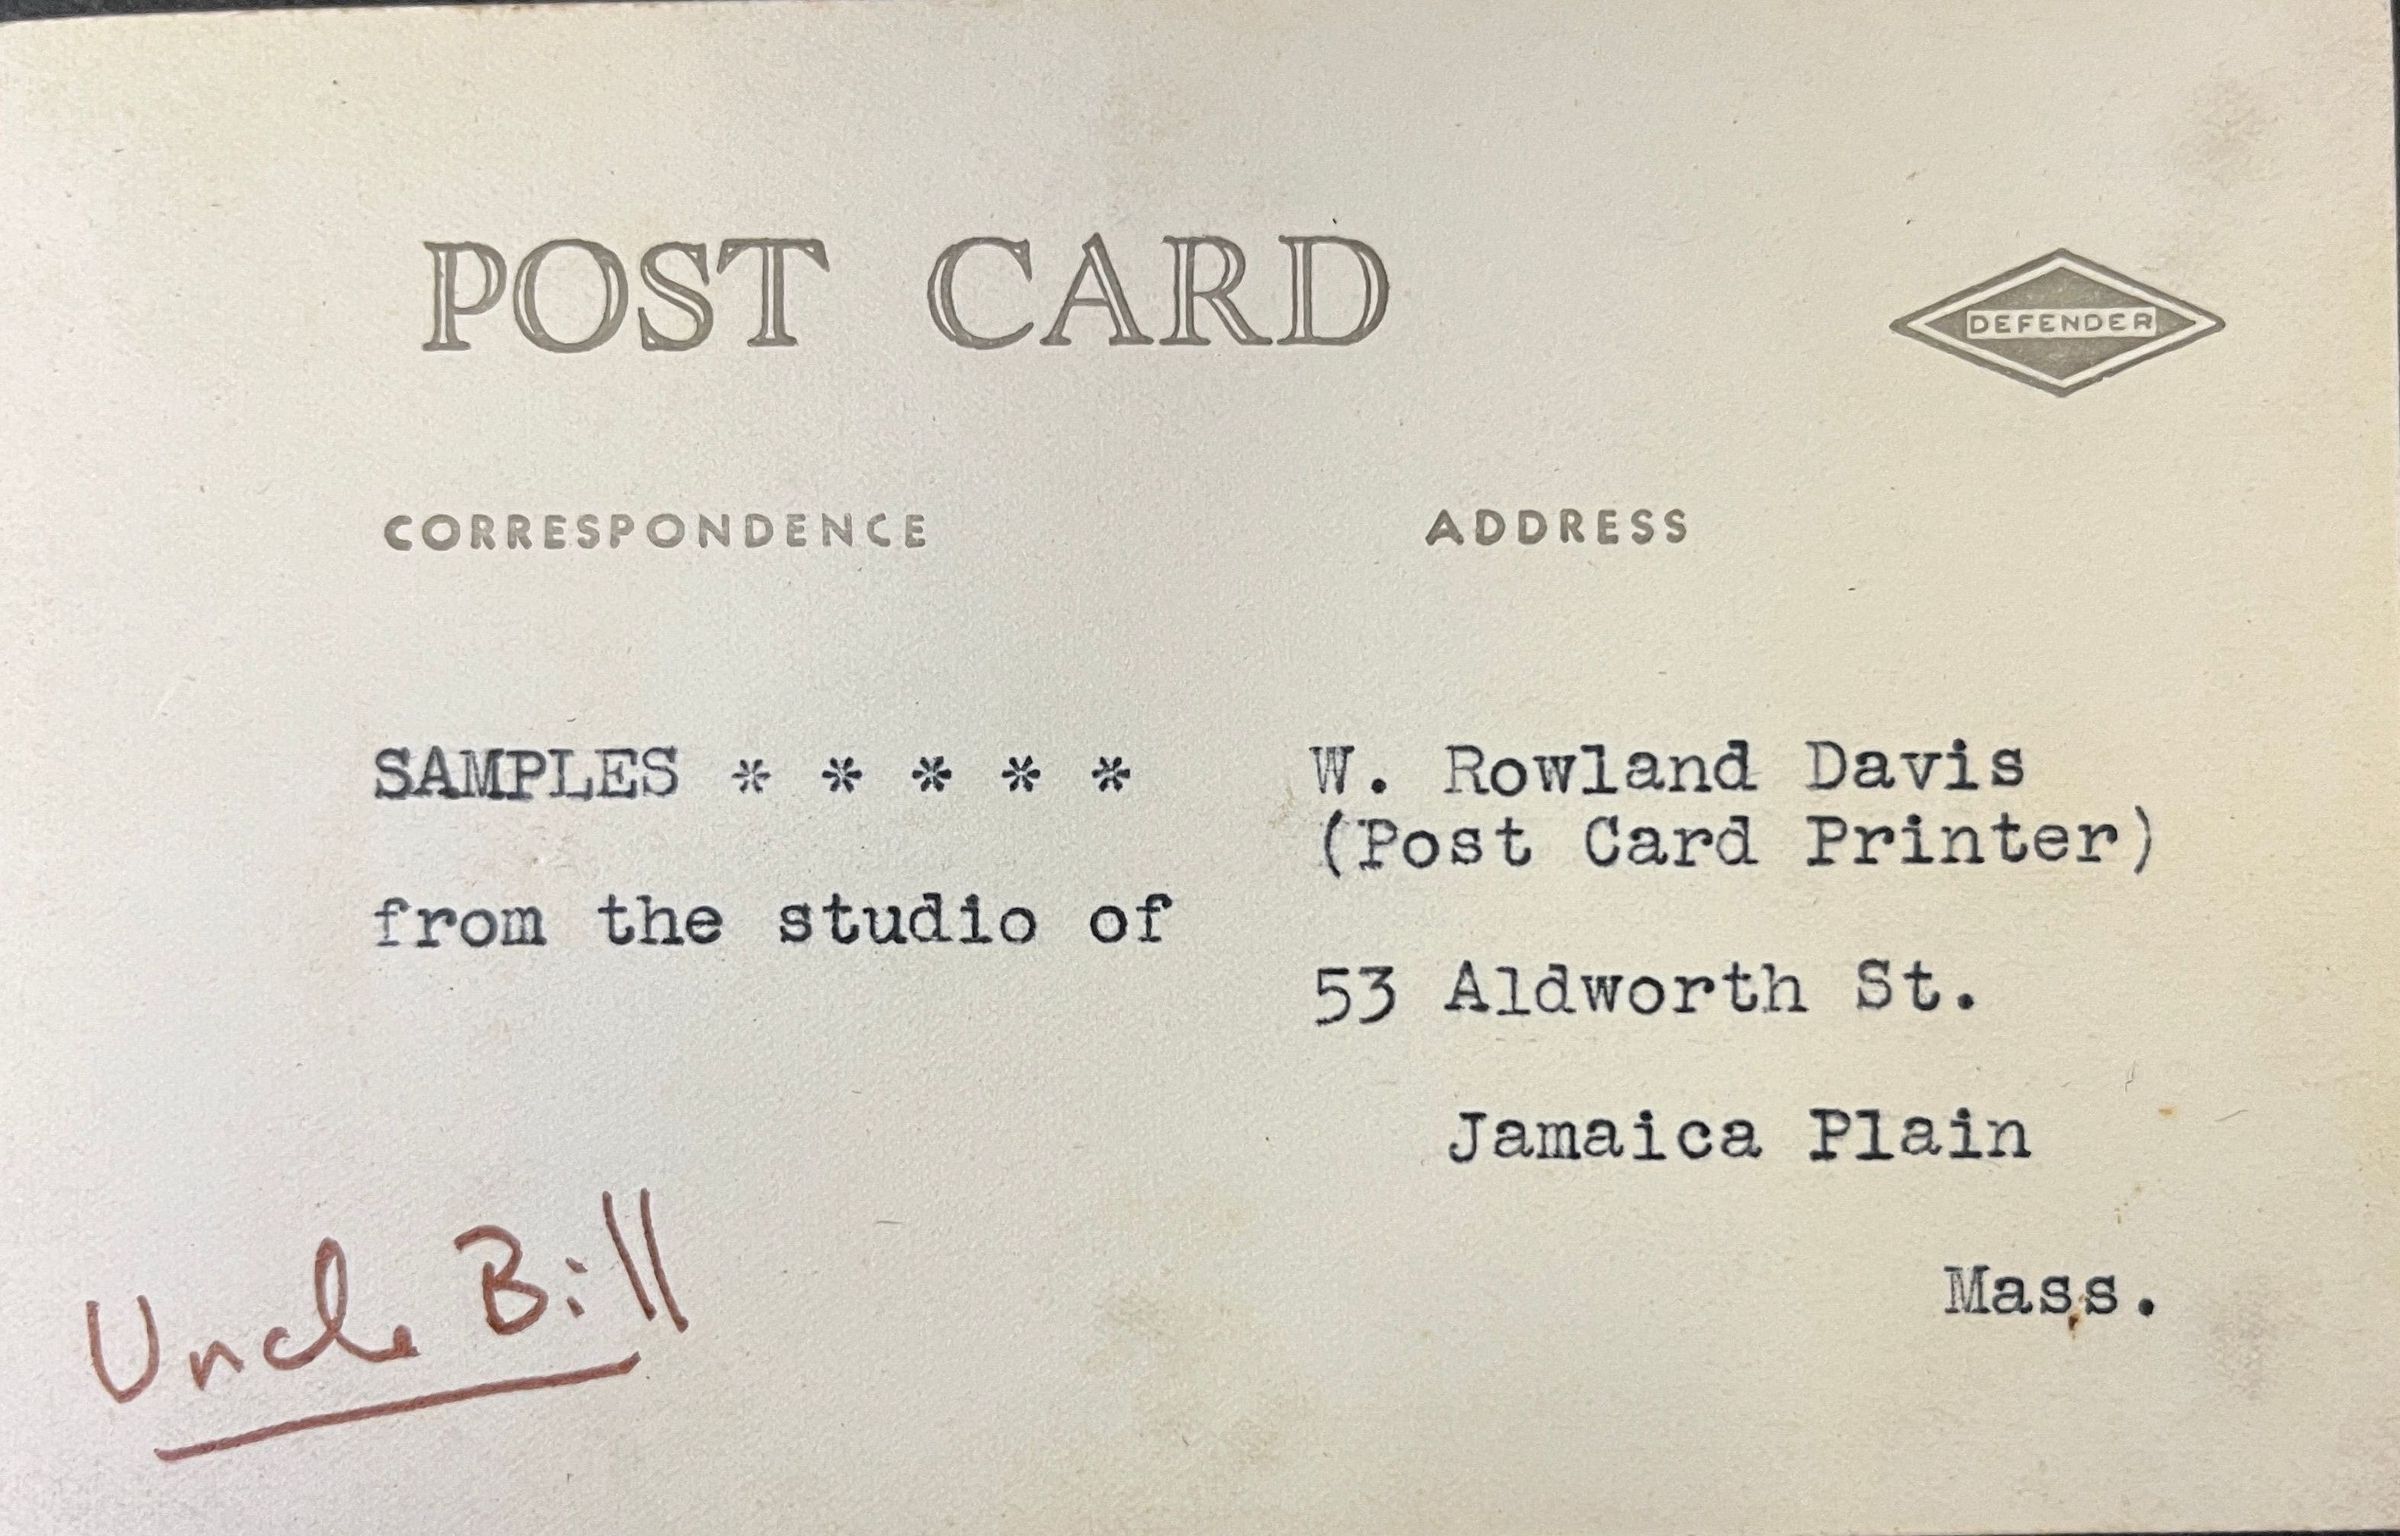 POST CARD
DEFENDER
CORRESPONDENCE
ADDRESS
SAMPLES * * * * *
from the studio of
W. Rowland Davis
(Post Card Printer)
53 Aldworth St.
Jamaica Plain
Mass.
Uncle Bill